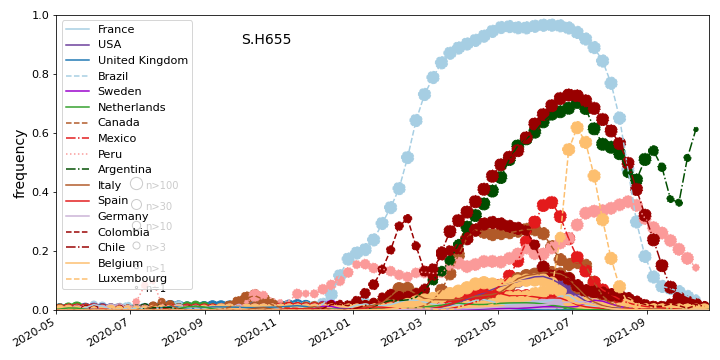 S.H655
1.0
0.8
0.6
0.4
0.2
0.0
frequency
France
USA
United Kingdom
Brazil
Sweden
Netherlands
Canada
Mexico
Peru
Argentina
Italy
Spain
Germany
Colombia
Chile
Belgium
Luxembourg
n>100
n>30
n>10
n>3
n>1
n=1
2020-05
2020-07
2020-09
2020-11
2021-01
2021-03
2021-05
2021-07
2021-09